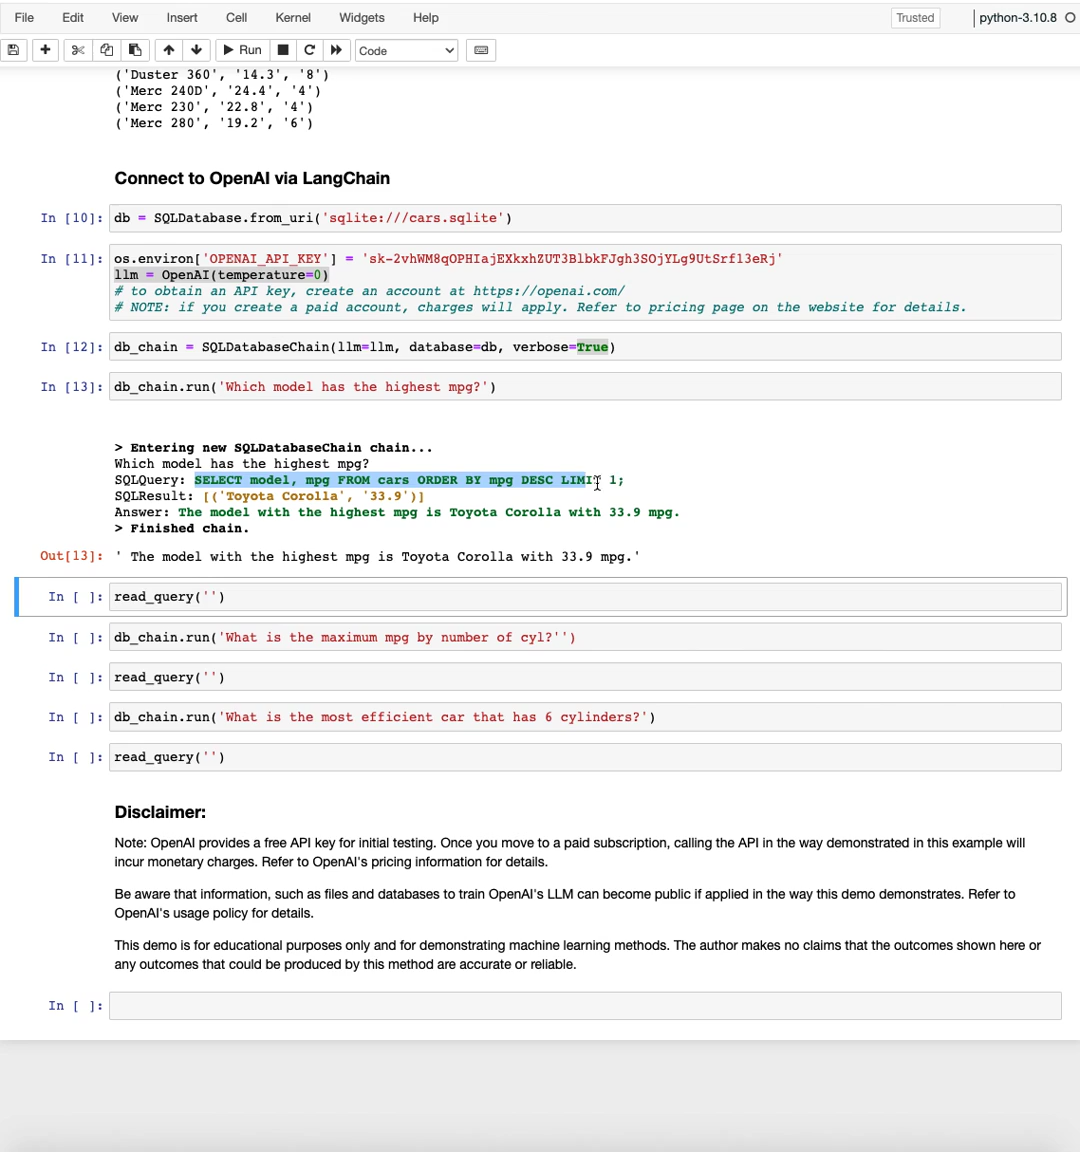 File Edit View Insert Cell Kernel Widgets Help Trusted python-3.10.8
Run Code
('Duster 360', '14.3', '8')
('Merc 240D', '24.4', '4')
('Merc 230', '22.8', '4')
('Merc 280', '19.2', '6')
Connect to OpenAI via LangChain
In [10]: db = SQLDatabase.from_uri('sqlite:///cars.sqlite')
In [11]: os.environ['OPENAI_API_KEY'] = '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'
llm = OpenAI(temperature=0)
# to obtain an API key, create an account at https://openai.com/
# NOTE: if you create a paid account, charges will apply. Refer to pricing page on the website for details.
In [12]: db_chain = SQLDatabaseChain(llm=llm, database=db, verbose=True)
In [13]: db_chain.run('Which model has the highest mpg?')
> Entering new SQLDatabaseChain chain...
Which model has the highest mpg?
SQLQuery: SELECT model, mpg FROM cars ORDER BY mpg DESC LIMIT 1;
SQLResult: [('Toyota Corolla', '33.9')]
Answer: The model with the highest mpg is Toyota Corolla with 33.9 mpg.
> Finished chain.
Out[13]: ' The model with the highest mpg is Toyota Corolla with 33.9 mpg.'
In [ ]: read_query('')
In [ ]: db_chain.run('What is the maximum mpg by number of cyl?'')
In [ ]: read_query('')
In [ ]: db_chain.run('What is the most efficient car that has 6 cylinders?')
In [ ]: read_query('')
Disclaimer:
Note: OpenAI provides a free API key for initial testing. Once you move to a paid subscription, calling the API in the way demonstrated in this example will
incur monetary charges. Refer to OpenAI's pricing information for details.
Be aware that information, such as files and databases to train OpenAI's LLM can become public if applied in the way this demo demonstrates. Refer to
OpenAI's usage policy for details.
This demo is for educational purposes only and for demonstrating machine learning methods. The author makes no claims that the outcomes shown here or
any outcomes that could be produced by this method are accurate or reliable.
In [ ]: